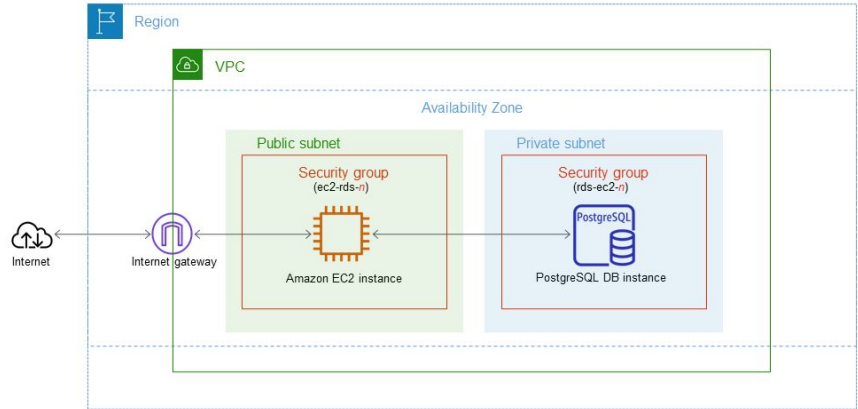 Region
VPC
Availability Zone
Public subnet
Private subnet
Security group
(ec2-rds-n)
Security group
(rds-ec2-n)
PostgreSQL
Internet
Internet gateway
Amazon EC2 instance
PostgreSQL DB instance